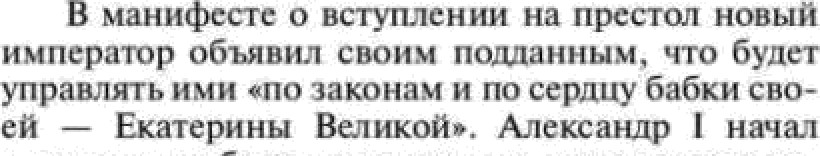 В манифесте о вступлении на престол новый
император объявил своим подданным, что будет
управлять ими «по законам и по сердцу бабки сво-
ей — Екатерины Великой». Александр I начал